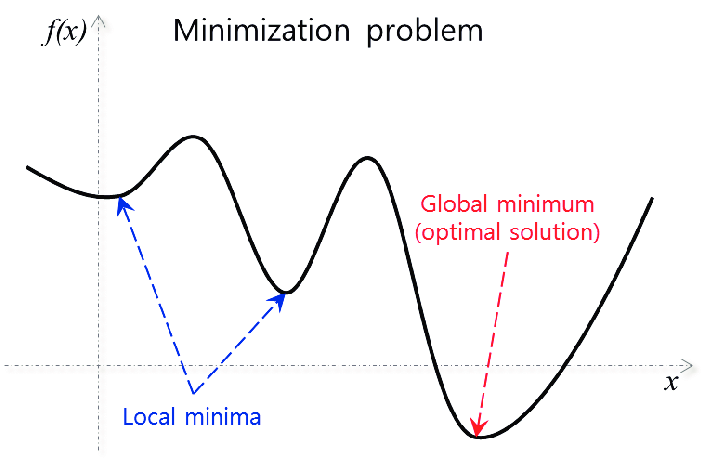 f(x)
Minimization problem
Global minimum
(optimal solution)
x
Local minima